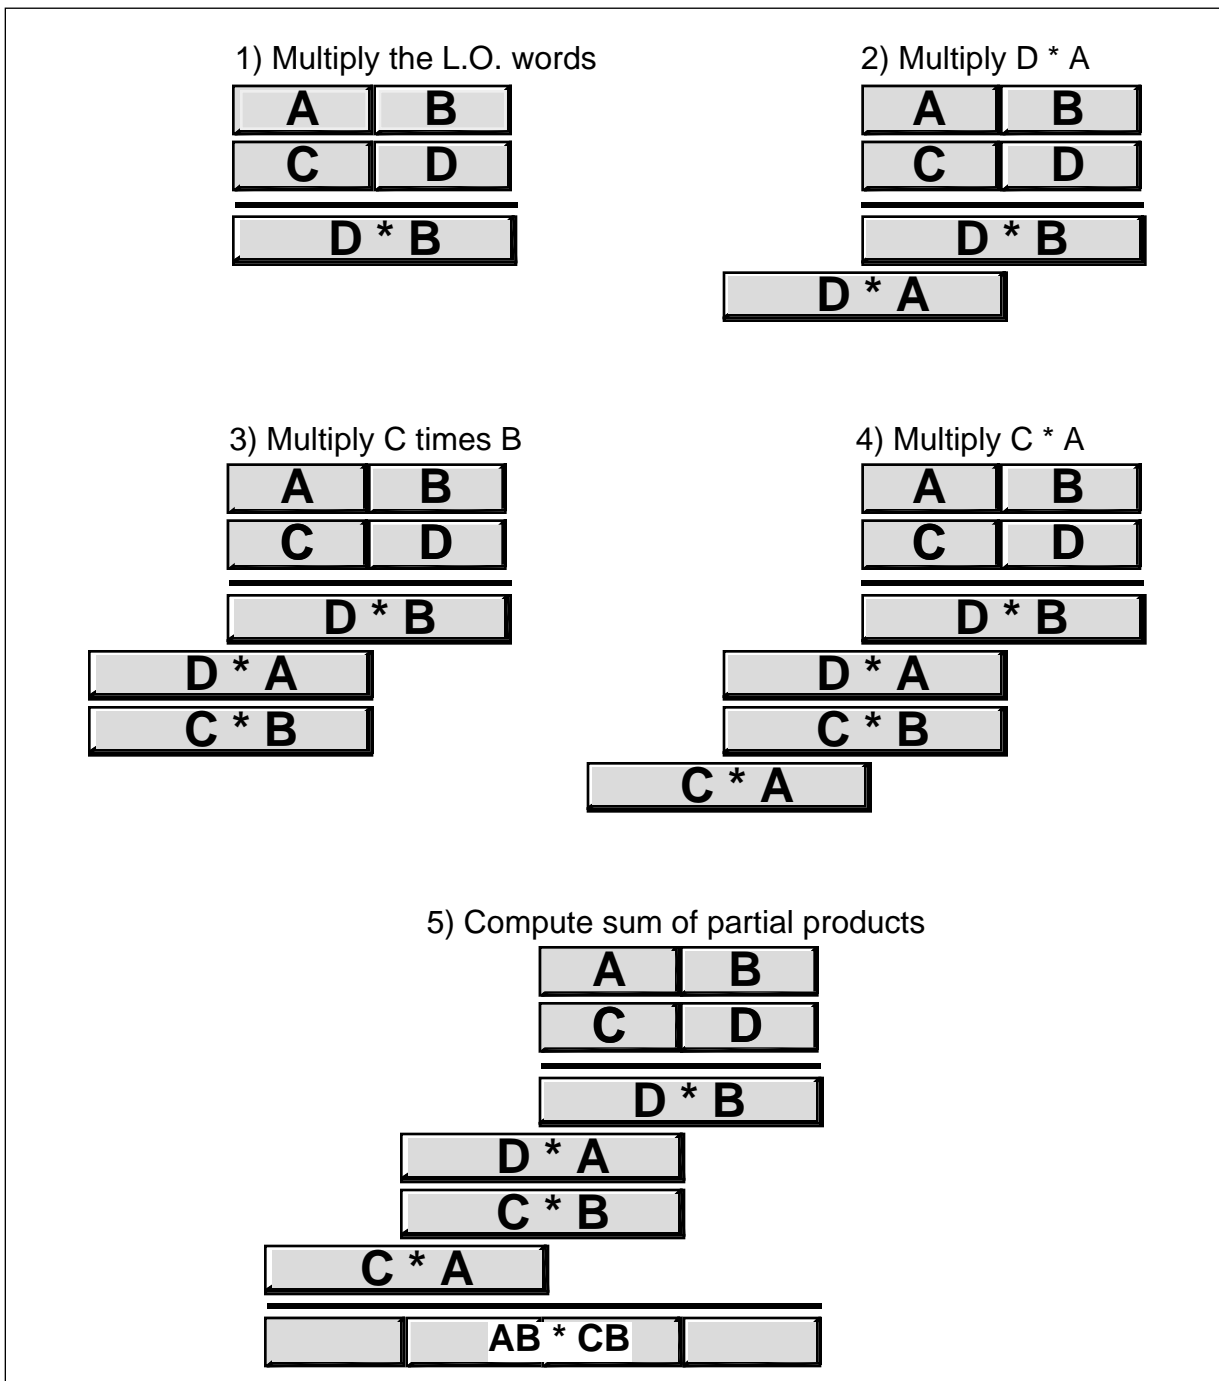 1) Multiply the L.O. words
A B
C D
D * B
2) Multiply D * A
A B
C D
D * B
D * A
3) Multiply C times B
A B
C D
D * B
D * A
C * B
4) Multiply C * A
A B
C D
D * B
D * A
C * B
C * A
5) Compute sum of partial products
A B
C D
D * B
D * A
C * B
C * A
AB * CB